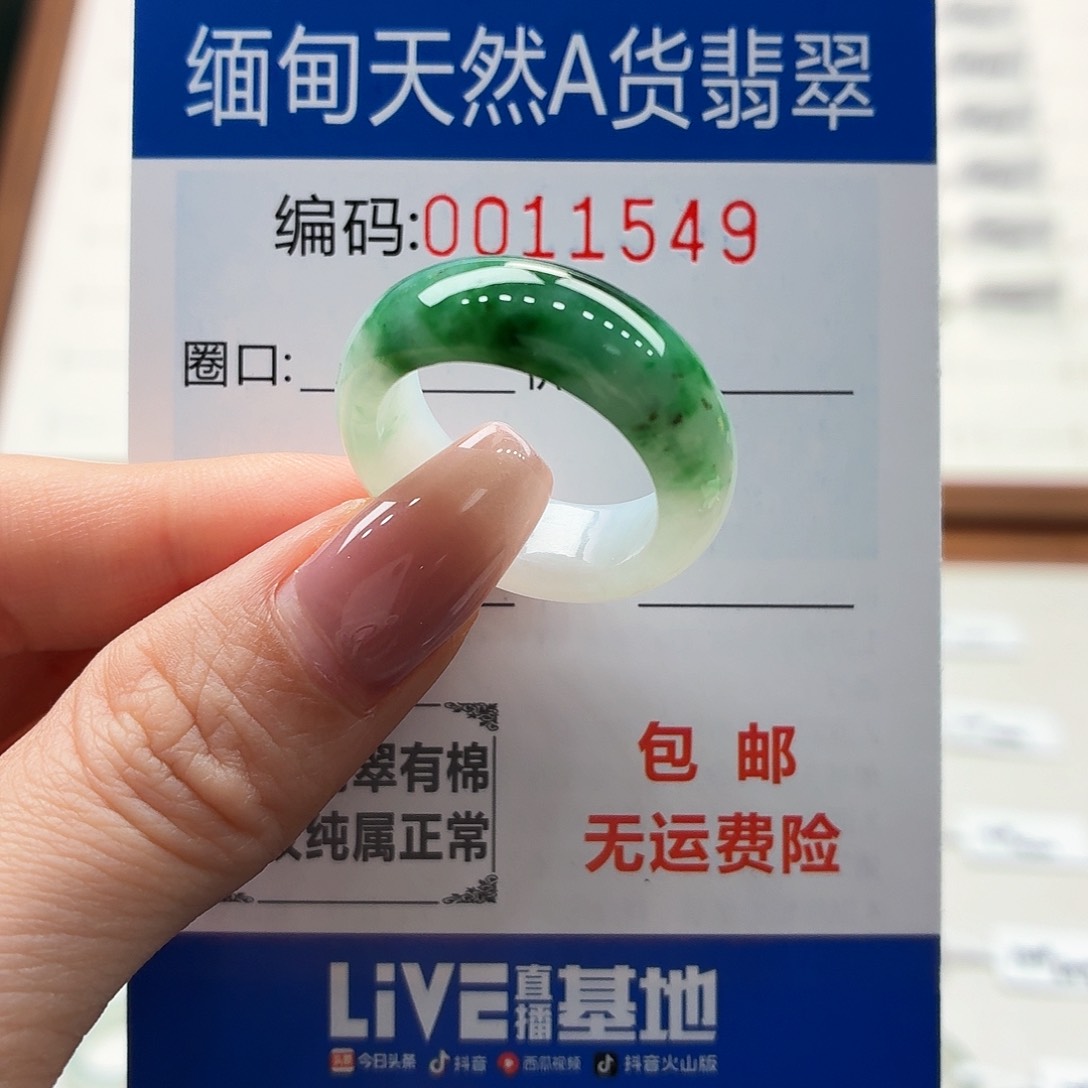 缅甸天然A货翡翠
编码:0011549
圈口:
翠有棉
纯属正常
包 邮
无运费险
LiVE直播基地
今日头条 抖音 西瓜视频 抖音火山版